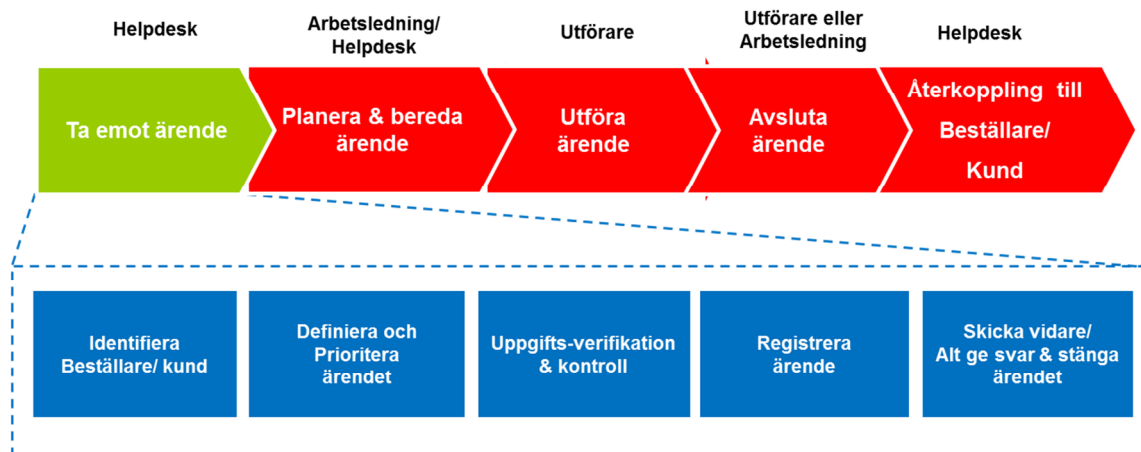 Helpdesk
Arbetsledning/
Helpdesk
Utförare
Utförare eller
Arbetsledning
Helpdesk
Ta emot ärende
Planera & bereda
ärende
Utföra
ärende
Avsluta
ärende
Återkoppling till
Beställare/
Kund
Identifiera
Beställare/ kund
Definiera och
Prioritera
ärendet
Uppgifts-verifikation
& kontroll
Registrera
ärende
Skicka vidare/
Alt ge svar & stänga
ärendet